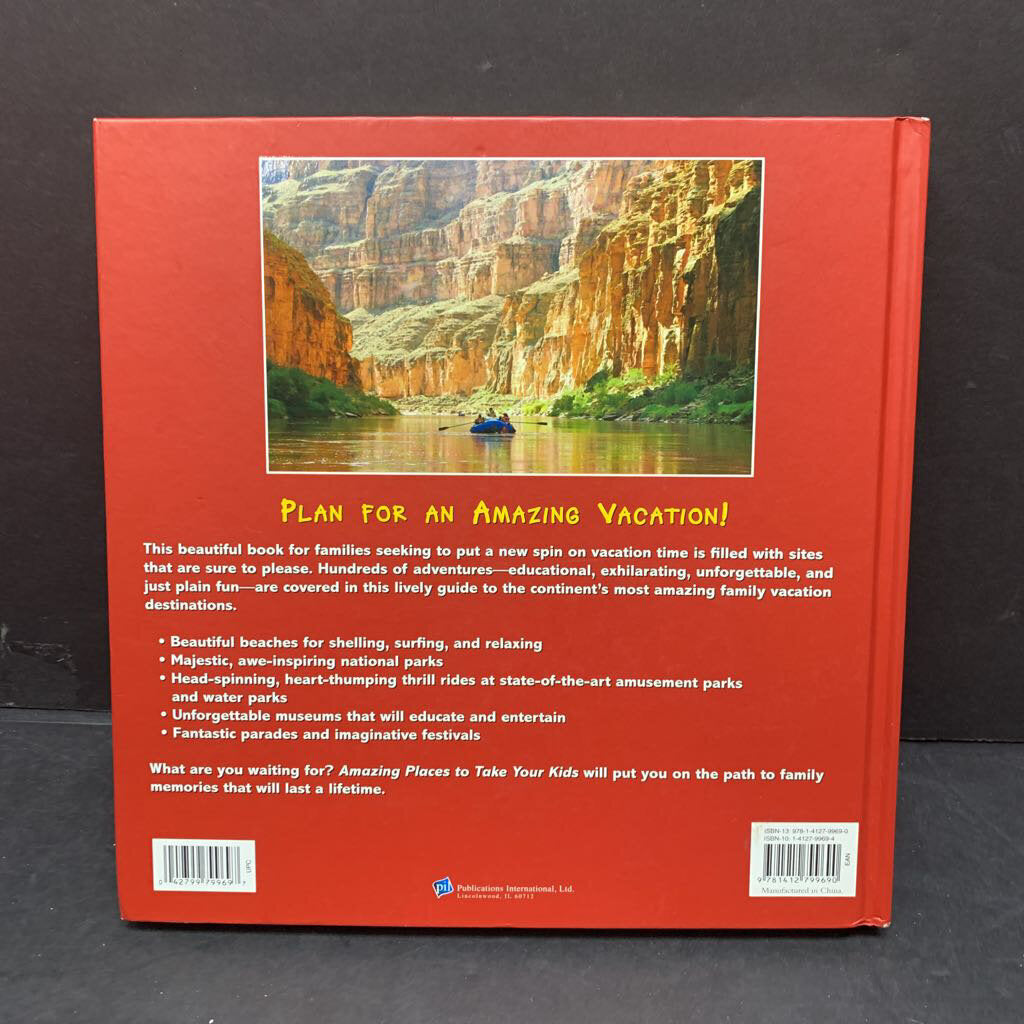 PLAN FOR AN AMAZING VACATION!
This beautiful book for families seeking to put a new spin on vacation time is filled with sites
that are sure to please. Hundreds of adventures—educational, exhilarating, unforgettable, and
just plain fun—are covered in this lively guide to the continent's most amazing family vacation
destinations.
• Beautiful beaches for shelling, surfing, and relaxing
• Majestic, awe-inspiring national parks
• Head-spinning, heart-thumping thrill rides at state-of-the-art amusement parks
and water parks
• Unforgettable museums that will educate and entertain
• Fantastic parades and imaginative festivals
What are you waiting for? Amazing Places to Take Your Kids will put you on the path to family
memories that will last a lifetime.
UPC
0 42799 79969 7
pil
Publications International, Ltd.
Lincolnwood, IL 60712
ISBN-13: 978-1-4127-9969-0
ISBN-10: 1-4127-9969-4
EAN
9 781412 799690
Manufactured in China.